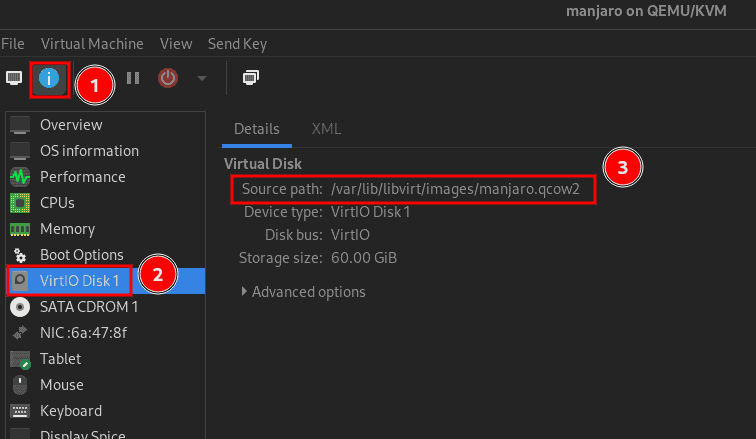 manjaro on QEMU/KVM
File Virtual Machine View Send Key
1
Overview
OS information
Performance
CPUs
Memory
Boot Options
VirtIO Disk 1
2
SATA CDROM 1
NIC :6a:47:8f
Tablet
Mouse
Keyboard
Display Spice
Details XML
Virtual Disk
3
Source path: /var/lib/libvirt/images/manjaro.qcow2
Device type: VirtIO Disk 1
Disk bus: VirtIO
Storage size: 60.00 GiB
Advanced options